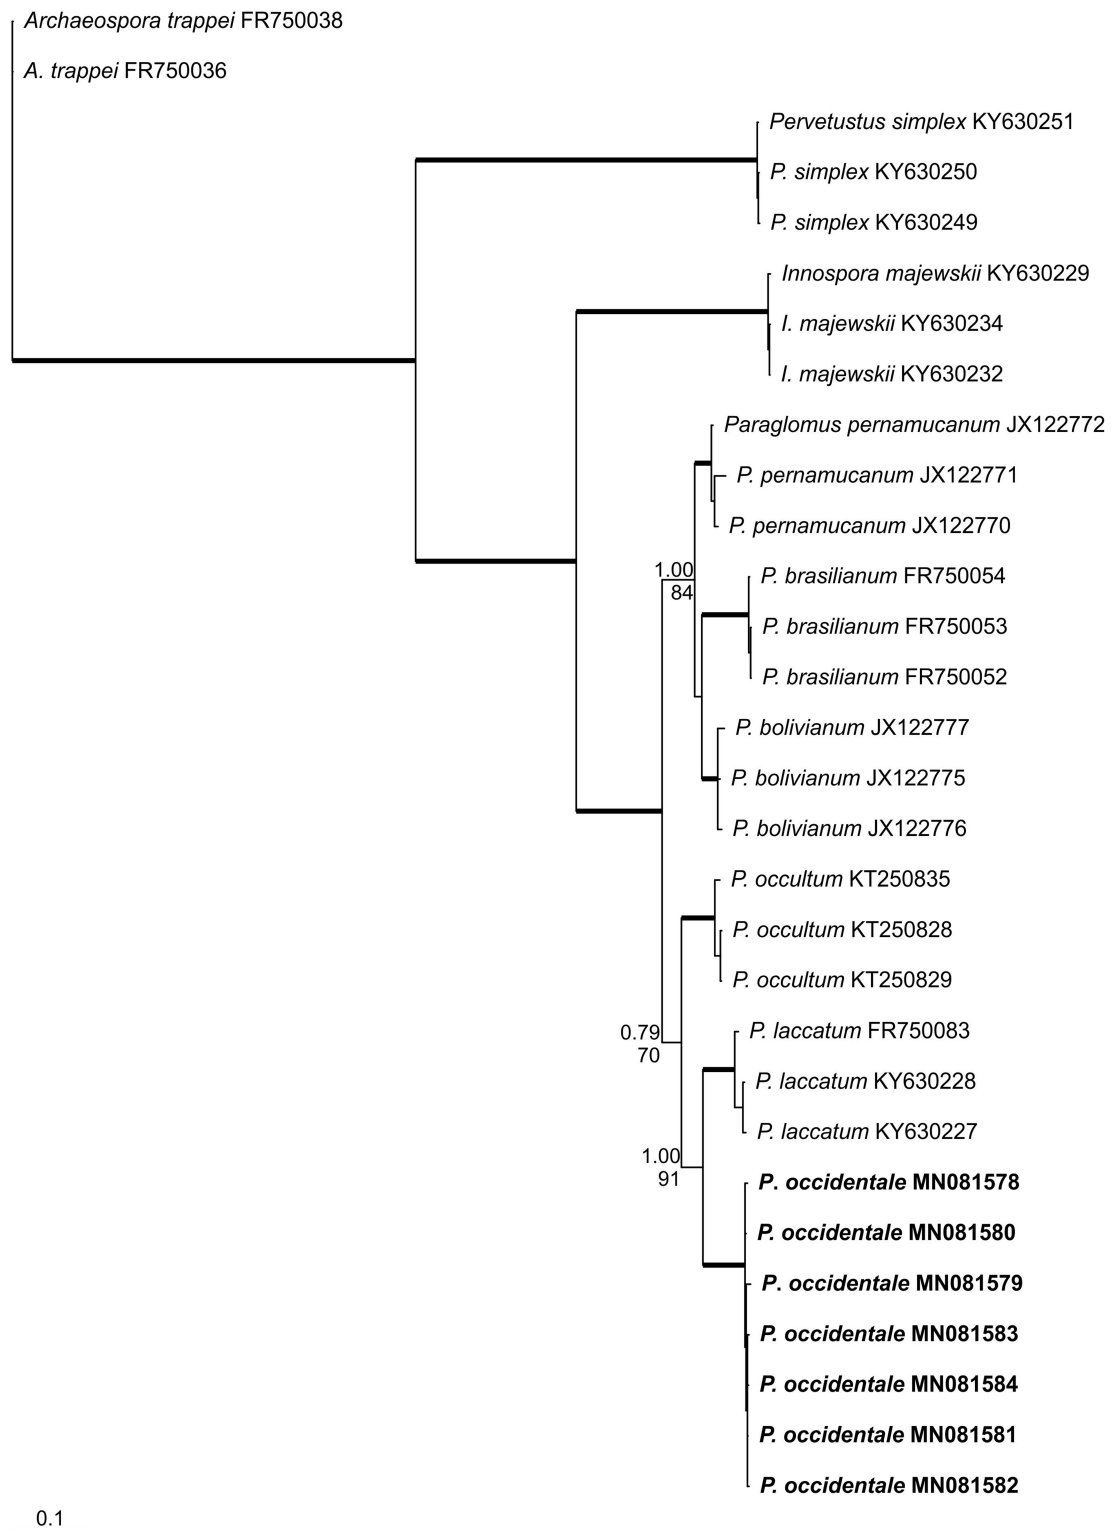 Archaeospora trappei FR750038
A. trappei FR750036
Pervetustus simplex KY630251
P. simplex KY630250
P. simplex KY630249
Innospora majewskii KY630229
I. majewskii KY630234
I. majewskii KY630232
Paraglomus pernamucanum JX122772
P. pernamucanum JX122771
P. pernamucanum JX122770
1.00
84
P. brasilianum FR750054
P. brasilianum FR750053
P. brasilianum FR750052
P. bolivianum JX122777
P. bolivianum JX122775
P. bolivianum JX122776
P. occultum KT250835
P. occultum KT250828
P. occultum KT250829
0.79
70
P. laccatum FR750083
P. laccatum KY630228
P. laccatum KY630227
1.00
91
P. occidentale MN081578
P. occidentale MN081580
P. occidentale MN081579
P. occidentale MN081583
P. occidentale MN081584
P. occidentale MN081581
P. occidentale MN081582
0.1